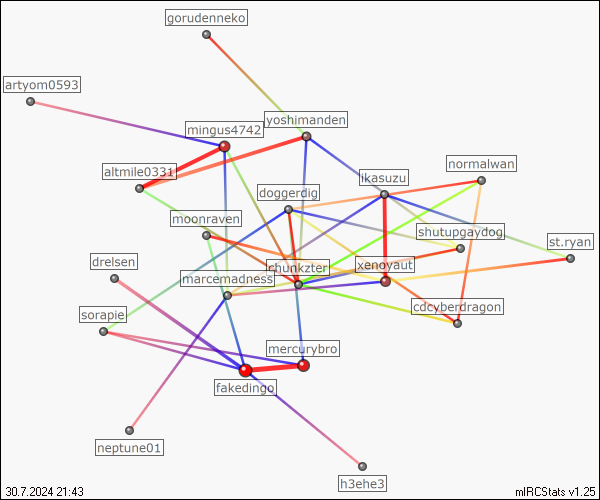 gorudenneko
artyom0593
yoshimanden
mingus4742
normalwan
altmile0331
ikasuzu
doggerdig
moonraven
shutupgaydog
st.ryan
drelsen
chunkzter
xenoyaut
marcemadness
cdcyberdragon
sorapie
mercurybro
fakedingo
neptune01
h3ehe3
30.7.2024 21:43
mIRCStats v1.25